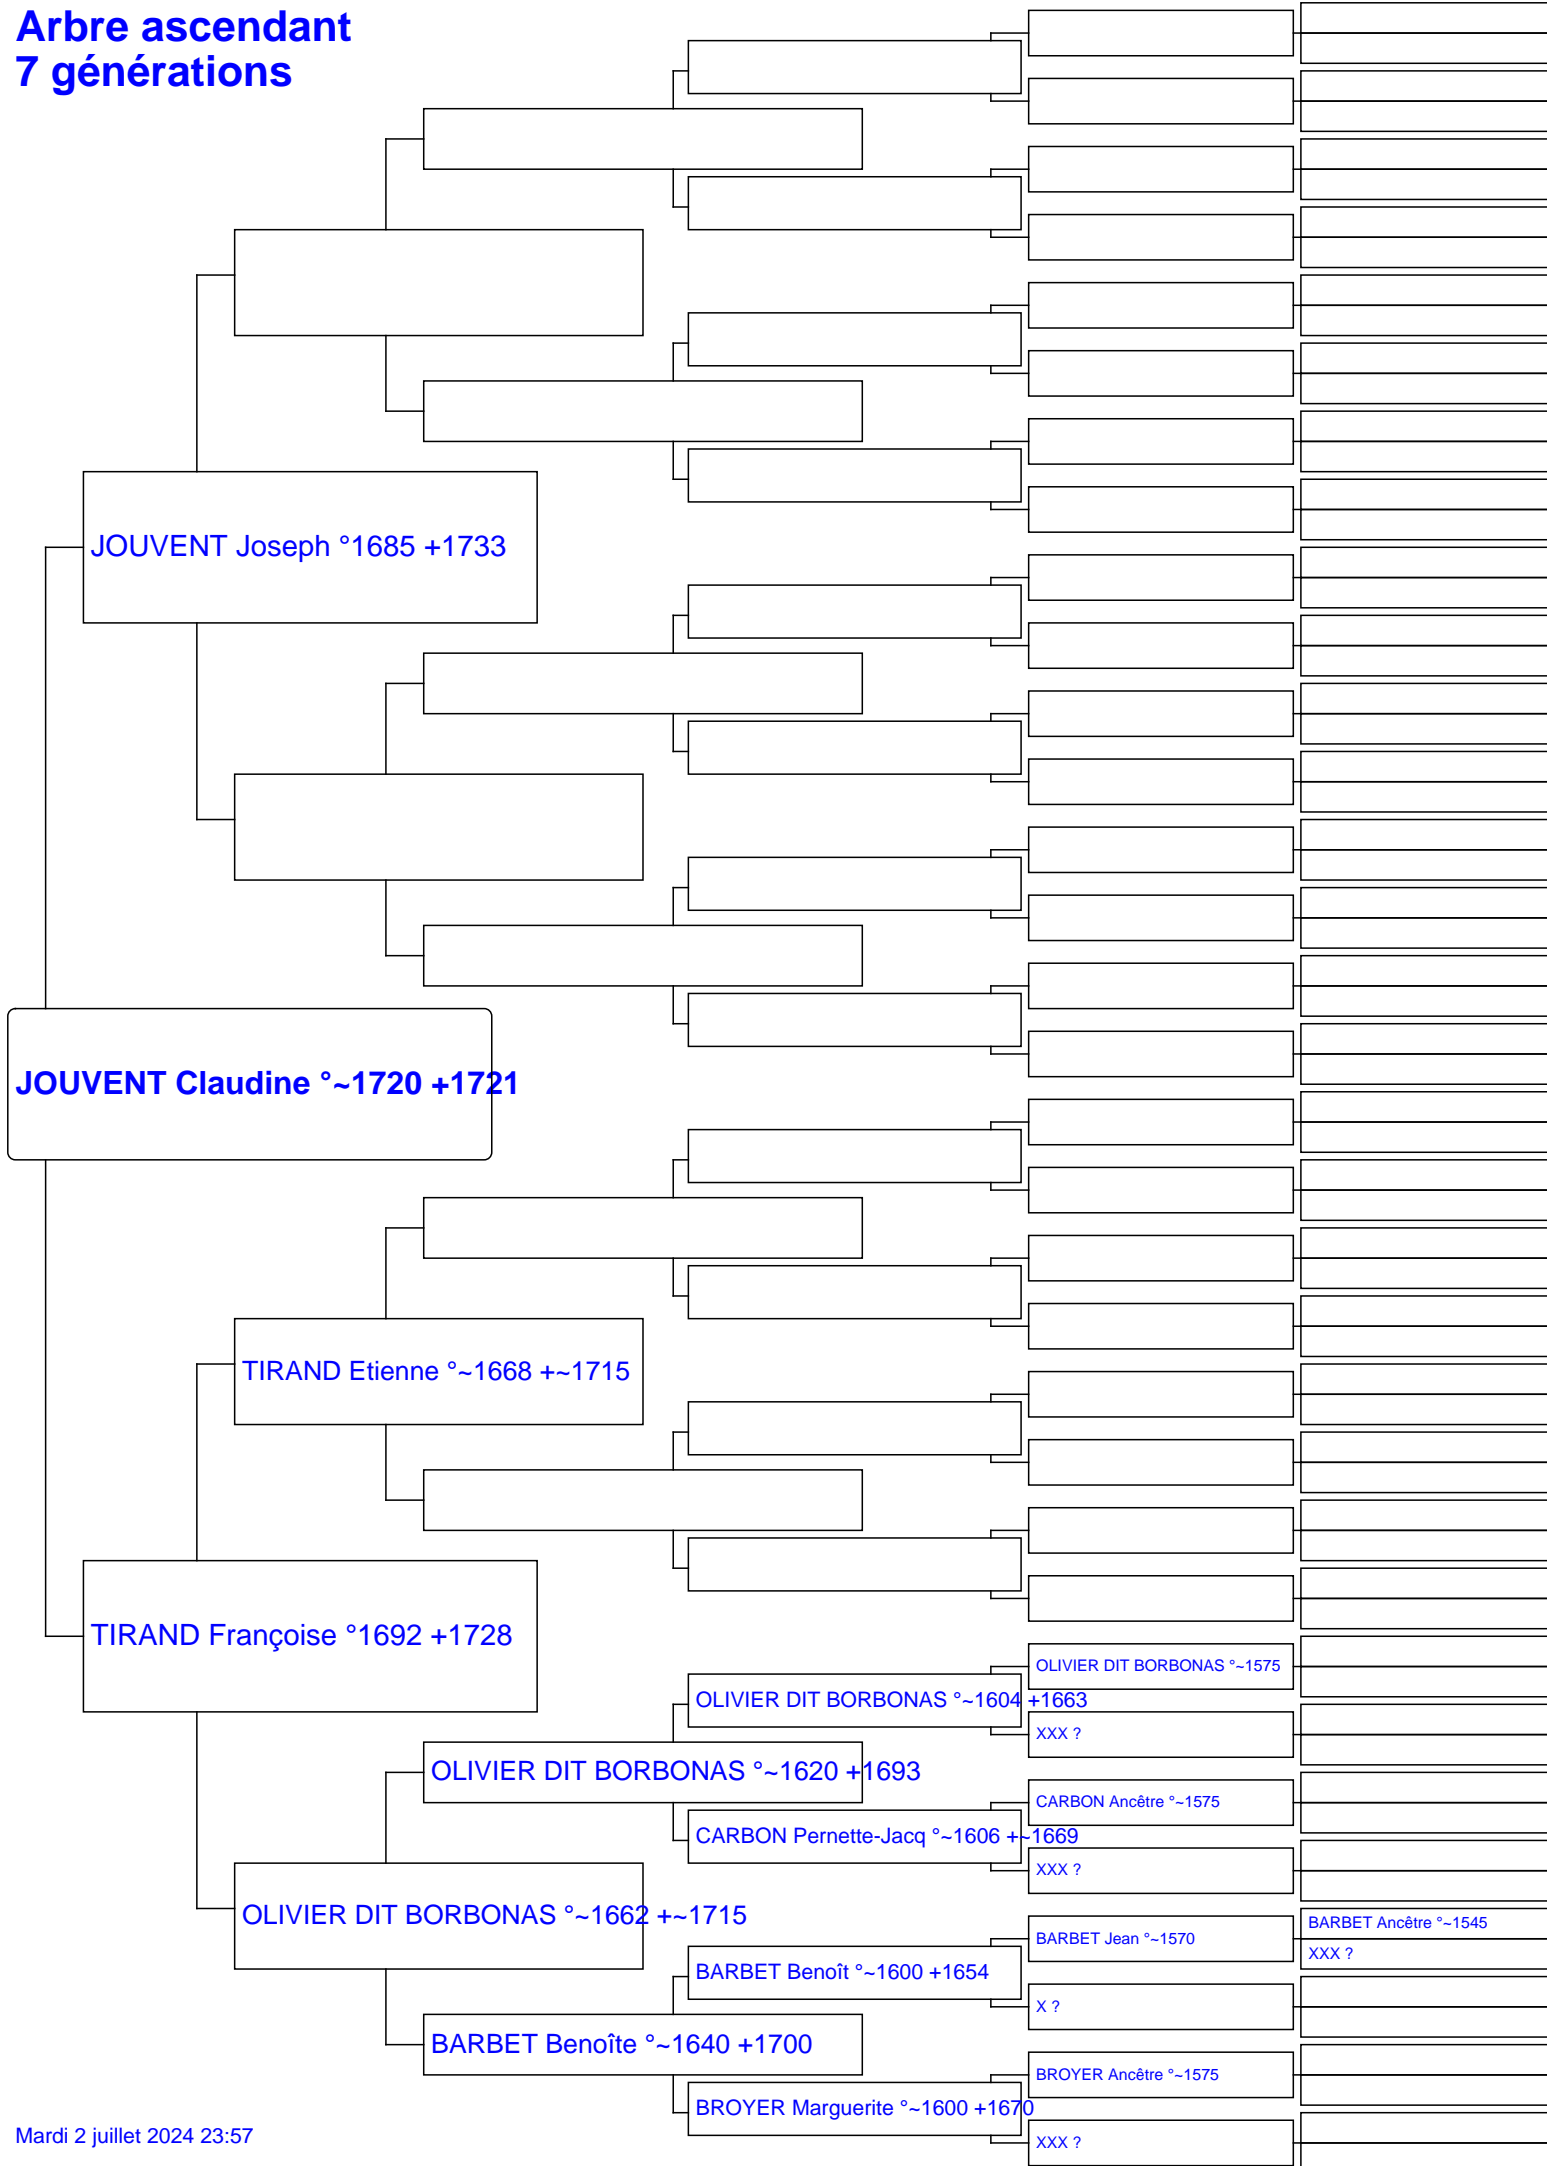 Arbre ascendant
7 générations
JOUVENT Joseph °1685 +1733
JOUVENT Claudine °~1720 +1721
TIRAND Etienne °~1668 +~1715
TIRAND Françoise °1692 +1728
OLIVIER DIT BORBONAS °~1575
OLIVIER DIT BORBONAS °~1604 +1663
XXX ?
OLIVIER DIT BORBONAS °~1620 +1693
CARBON Ancêtre °~1575
CARBON Pernette-Jacq °~1606 +~1669
XXX ?
OLIVIER DIT BORBONAS °~1662 +~1715
BARBET Ancêtre °~1545
BARBET Jean °~1570
XXX ?
BARBET Benoît °~1600 +1654
X ?
BARBET Benoîte °~1640 +1700
BROYER Ancêtre °~1575
BROYER Marguerite °~1600 +1670
XXX ?
Mardi 2 juillet 2024 23:57